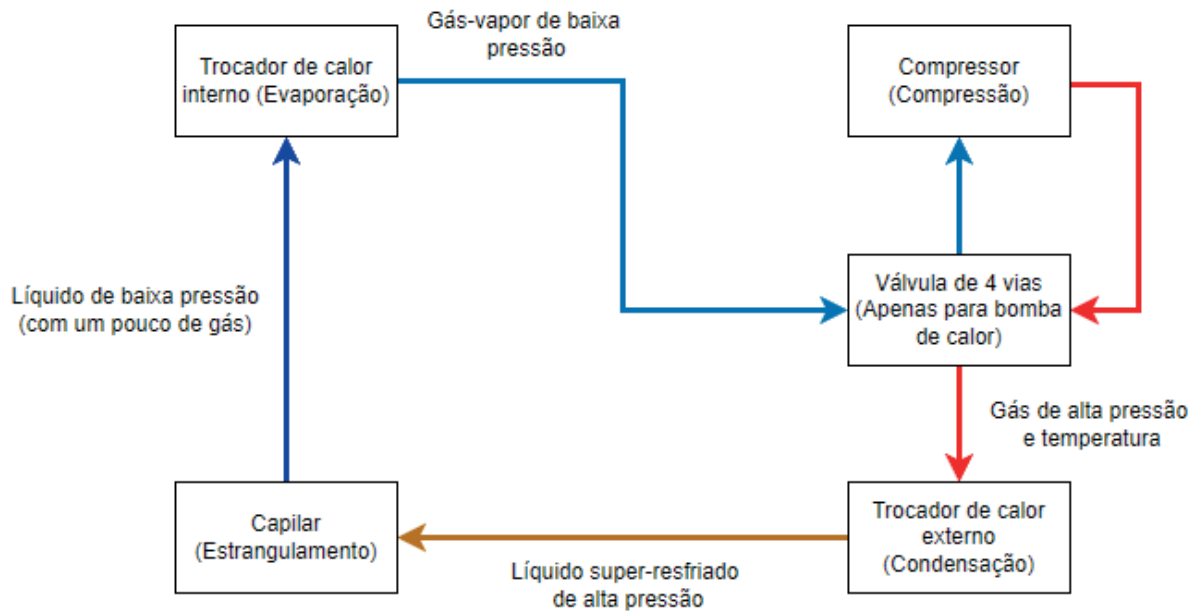 Gás-vapor de baixa
pressão
Trocador de calor
interno (Evaporação)
Compressor
(Compressão)
Líquido de baixa pressão
(com um pouco de gás)
Válvula de 4 vias
(Apenas para bomba
de calor)
Gás de alta pressão
e temperatura
Capilar
(Estrangulamento)
Trocador de calor
externo
(Condensação)
Líquido super-resfriado
de alta pressão